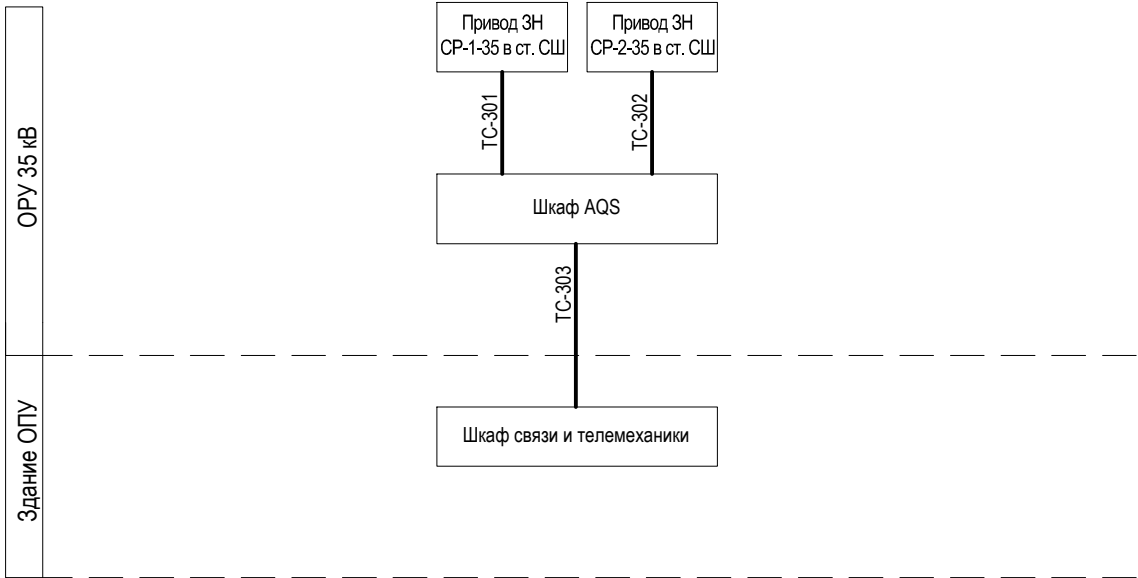 Привод ЗН
СР-1-35 в ст. СШ
Привод ЗН
СР-2-35 в ст. СШ
ТС-301
ТС-302
ОРУ 35 кВ
Шкаф AQS
ТС-303
Шкаф связи и телемеханики
Здание ОПУ